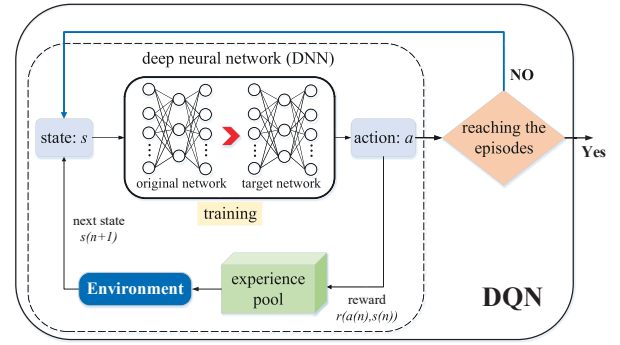 deep neural network (DNN)
NO
state: s
action: a
reaching the
episodes
Yes
original network
target network
training
next state
s(n+1)
Environment
experience
pool
reward
r(a(n),s(n))
DQN